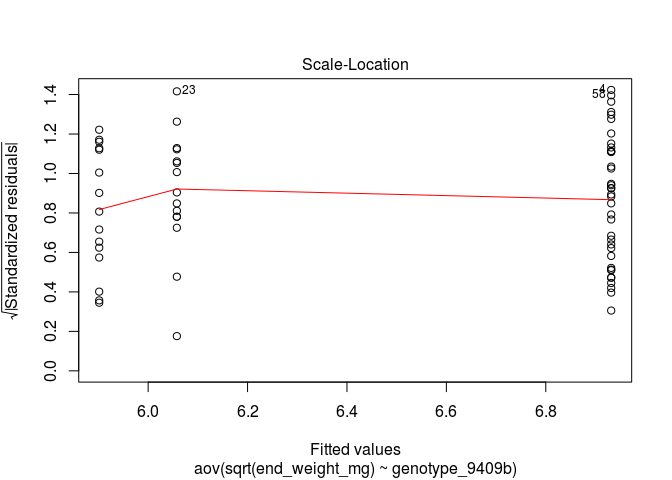 Scale-Location
√|Standardized residuals|
1.4
1.2
1.0
0.8
0.6
0.4
0.2
0.0
23
4
58
6.0 6.2 6.4 6.6 6.8
Fitted values
aov(sqrt(end_weight_mg) ~ genotype_9409b)